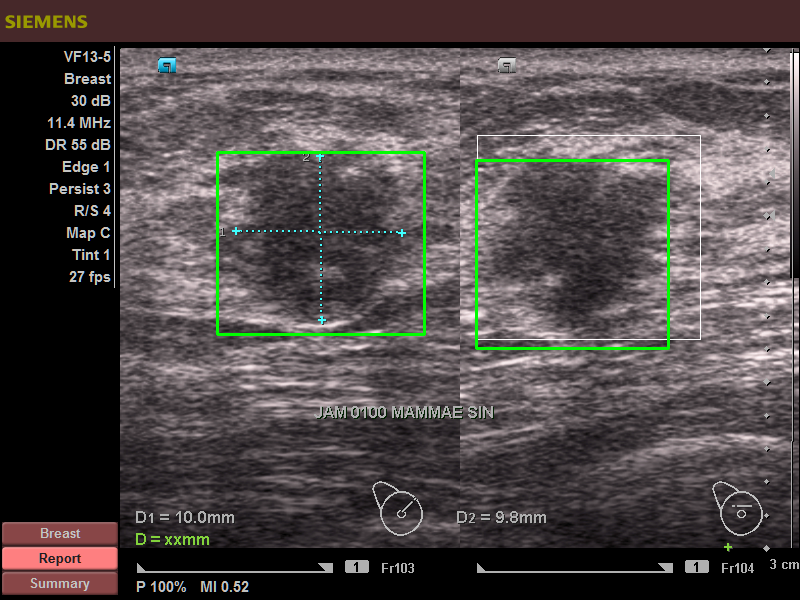 SIEMENS
VF13-5
Breast
30 dB
11.4 MHz
DR 55 dB
Edge 1
Persist 3
R/S 4
Map C
Tint 1
27 fps
2
1
JAM 0100 MAMMAE SIN
D1 = 10.0mm
D2 = 9.8mm
D = xxmm
Breast
Report
Summary
1 Fr103
1 Fr104
3 cm
P 100% MI 0.52